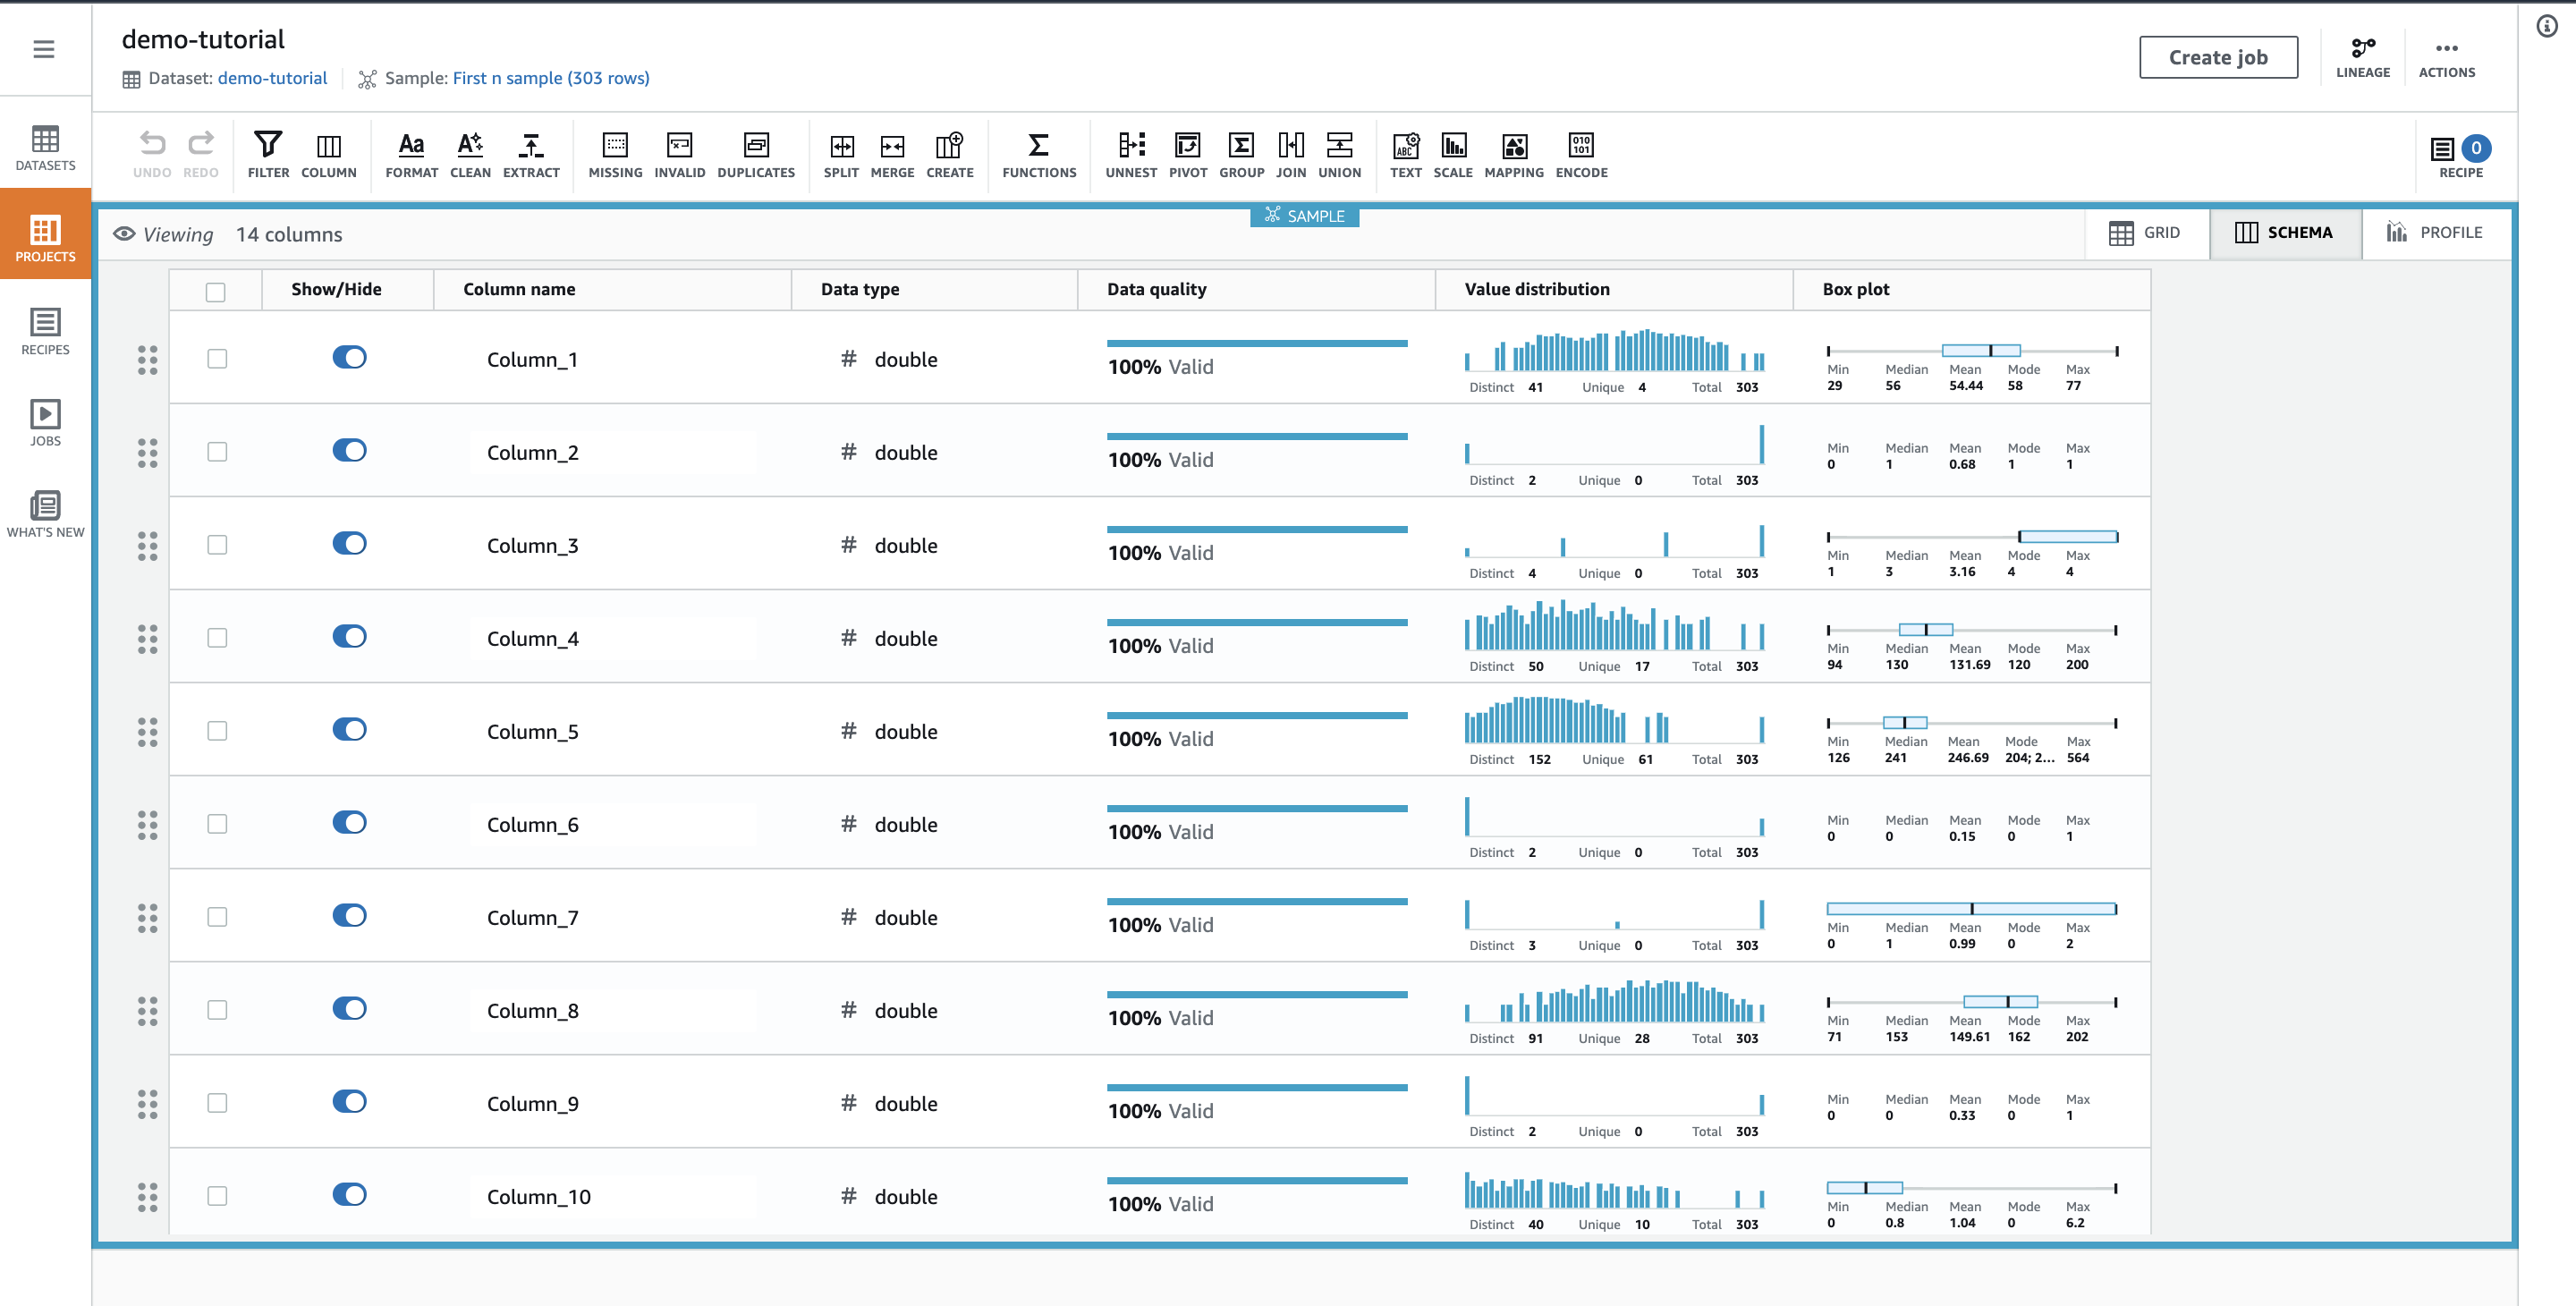 demo-tutorial
Dataset: demo-tutorial Sample: First n sample (303 rows)
Create job
LINEAGE
ACTIONS
DATASETS
PROJECTS
RECIPES
JOBS
WHAT'S NEW
UNDO REDO FILTER COLUMN FORMAT CLEAN EXTRACT MISSING INVALID DUPLICATES SPLIT MERGE CREATE FUNCTIONS UNNEST PIVOT GROUP JOIN UNION TEXT SCALE MAPPING ENCODE
0
RECIPE
SAMPLE
Viewing 14 columns
GRID SCHEMA PROFILE
Show/Hide Column name Data type Data quality Value distribution Box plot
Column_1 # double 100% Valid
Distinct 41 Unique 4 Total 303
Min Median Mean Mode Max
29 56 54.44 58 77
Column_2 # double 100% Valid
Distinct 2 Unique 0 Total 303
Min Median Mean Mode Max
0 1 0.68 1 1
Column_3 # double 100% Valid
Distinct 4 Unique 0 Total 303
Min Median Mean Mode Max
1 3 3.16 4 4
Column_4 # double 100% Valid
Distinct 50 Unique 17 Total 303
Min Median Mean Mode Max
94 130 131.69 120 200
Column_5 # double 100% Valid
Distinct 152 Unique 61 Total 303
Min Median Mean Mode Max
126 241 246.69 204; 2... 564
Column_6 # double 100% Valid
Distinct 2 Unique 0 Total 303
Min Median Mean Mode Max
0 0 0.15 0 1
Column_7 # double 100% Valid
Distinct 3 Unique 0 Total 303
Min Median Mean Mode Max
0 1 0.99 0 2
Column_8 # double 100% Valid
Distinct 91 Unique 28 Total 303
Min Median Mean Mode Max
71 153 149.61 162 202
Column_9 # double 100% Valid
Distinct 2 Unique 0 Total 303
Min Median Mean Mode Max
0 0 0.33 0 1
Column_10 # double 100% Valid
Distinct 40 Unique 10 Total 303
Min Median Mean Mode Max
0 0.8 1.04 0 6.2